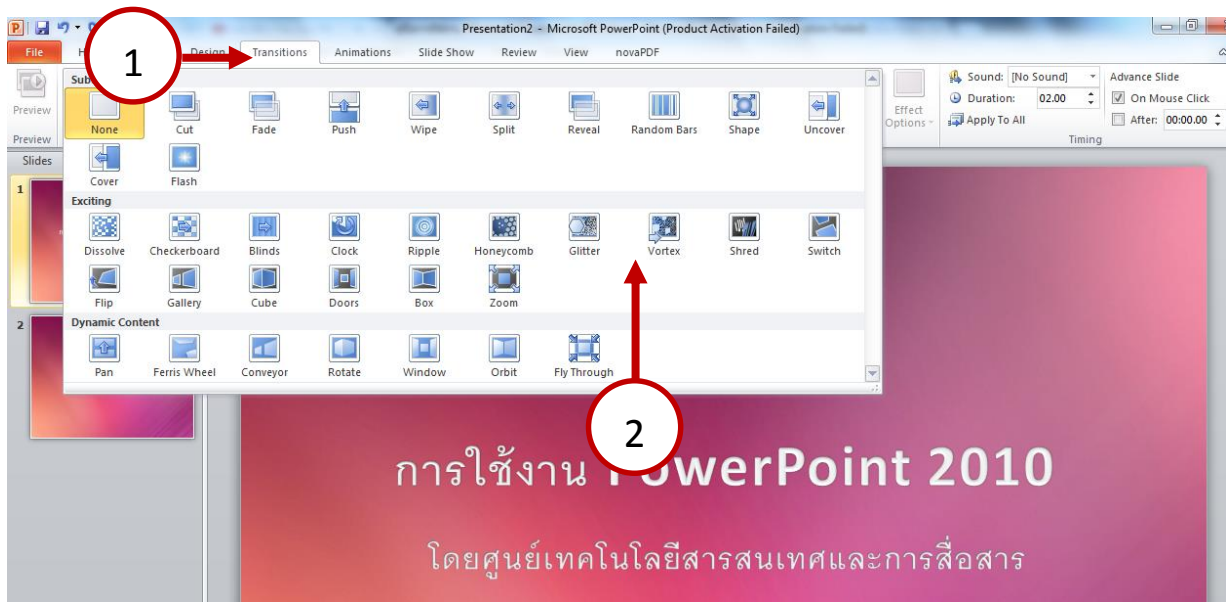 Presentation2 - Microsoft PowerPoint (Product Activation Failed)
File Design Transitions Animations Slide Show Review View novaPDF
1
Preview
None Cut Fade Push Wipe Split Reveal Random Bars Shape Uncover
Cover Flash
Exciting
Dissolve Checkerboard Blinds Clock Ripple Honeycomb Glitter Vortex Shred Switch
Flip Gallery Cube Doors Box Zoom
Dynamic Content
Pan Ferris Wheel Conveyor Rotate Window Orbit Fly Through
Effect Options
Sound: [No Sound] Advance Slide
Duration: 02.00 On Mouse Click
Apply To All After: 00:00.00
Timing
Preview
Slides
1
2
2
การใช้งาน PowerPoint 2010
โดยศูนย์เทคโนโลยีสารสนเทศและการสื่อสาร